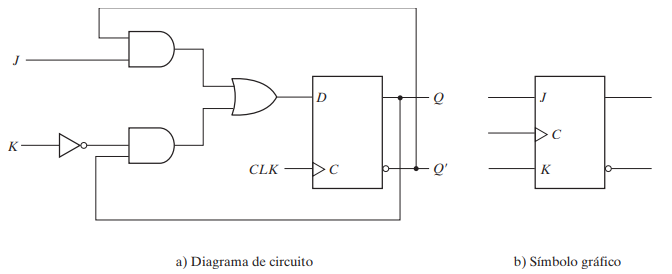 J
K
D
Q
CLK
C
Q'
J
C
K
a) Diagrama de circuito
b) Símbolo gráfico